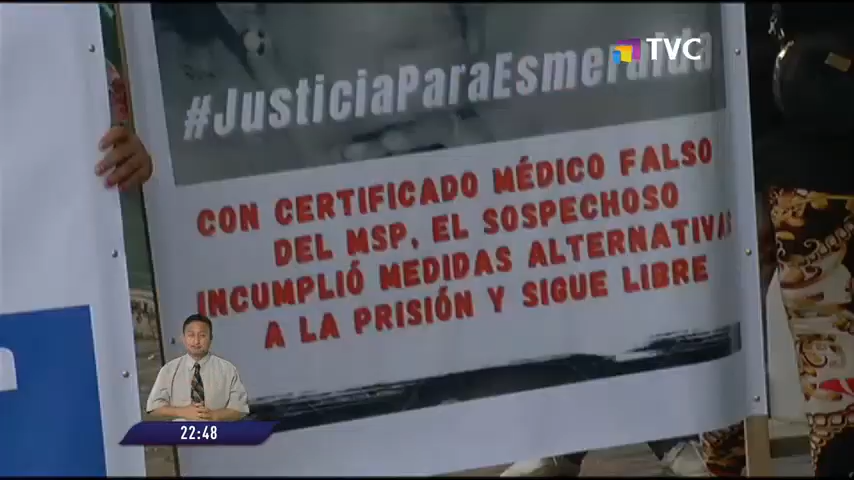 TVC
#JusticiaParaEsmeralda
CON CERTIFICADO MÉDICO FALSO
DEL MSP, EL SOSPECHOSO
INCUMPLIÓ MEDIDAS ALTERNATIVAS
A LA PRISIÓN Y SIGUE LIBRE
22:48